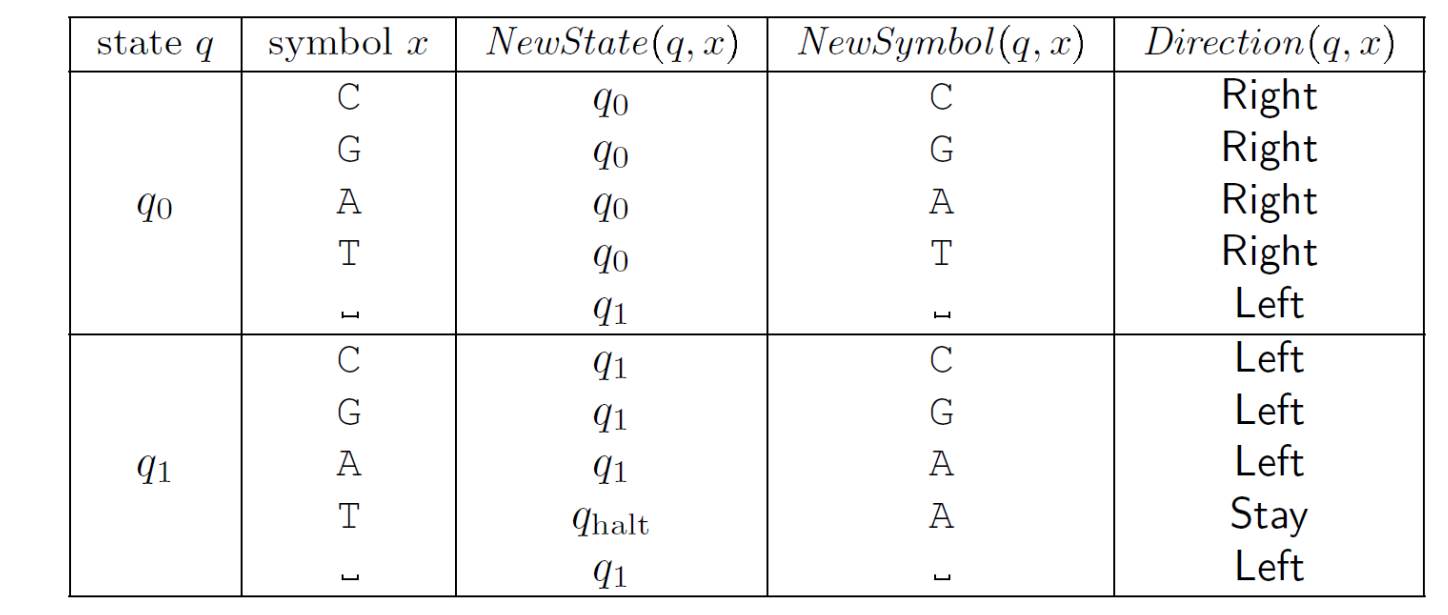 state q symbol x NewState(q, x) NewSymbol(q, x) Direction(q, x)
C q₀ C Right
G q₀ G Right
q₀ A q₀ A Right
T q₀ T Right
␣ q₁ ␣ Left
C q₁ C Left
G q₁ G Left
q₁ A q₁ A Left
T q_halt A Stay
␣ q₁ ␣ Left